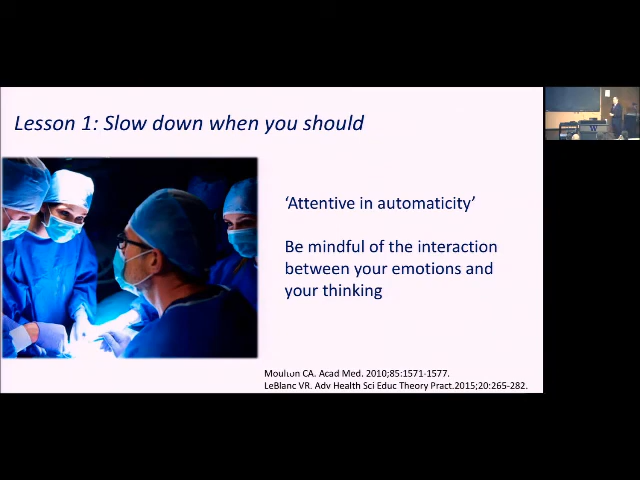 Lesson 1: Slow down when you should
‘Attentive in automaticity’
Be mindful of the interaction
between your emotions and
your thinking
Moulton CA. Acad Med. 2010;85:1571-1577.
LeBlanc VR. Adv Health Sci Educ Theory Pract.2015;20:265-282.